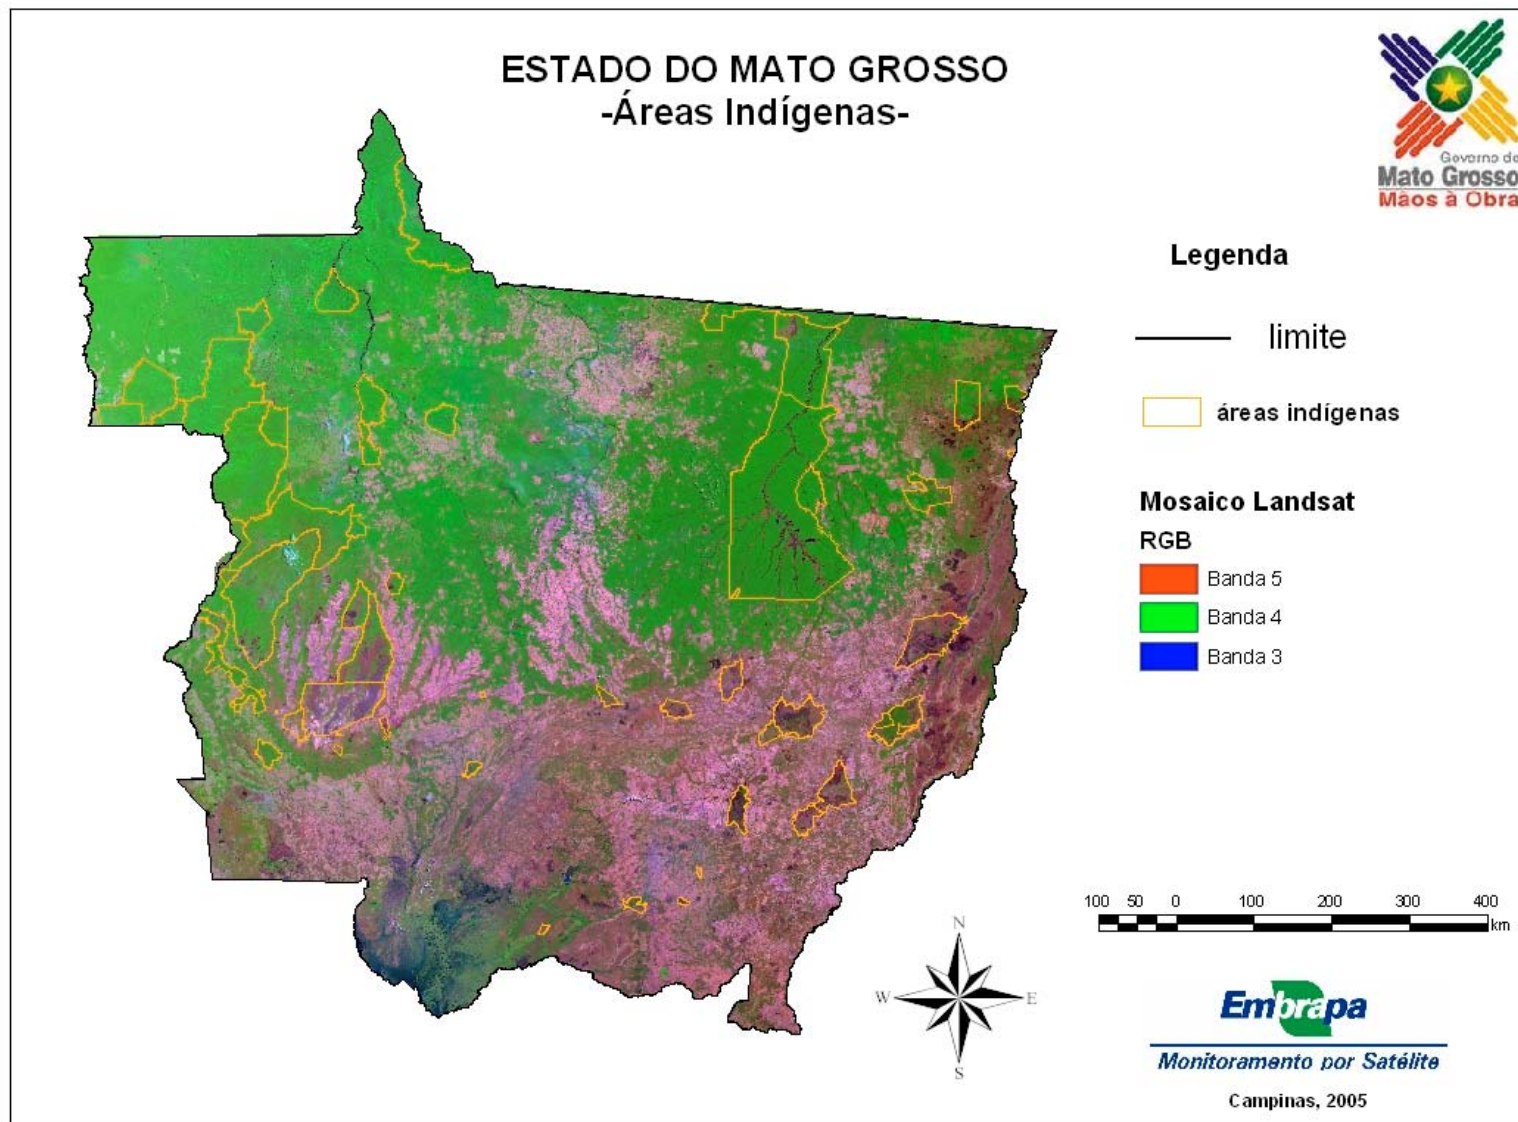 ESTADO DO MATO GROSSO
-Áreas Indígenas-
Governo de
Mato Grosso
Mãos à Obra
Legenda
limite
áreas indígenas
Mosaico Landsat
RGB
Banda 5
Banda 4
Banda 3
100 50 0 100 200 300 400
km
N
W E
S
Embrapa
Monitoramento por Satélite
Campinas, 2005